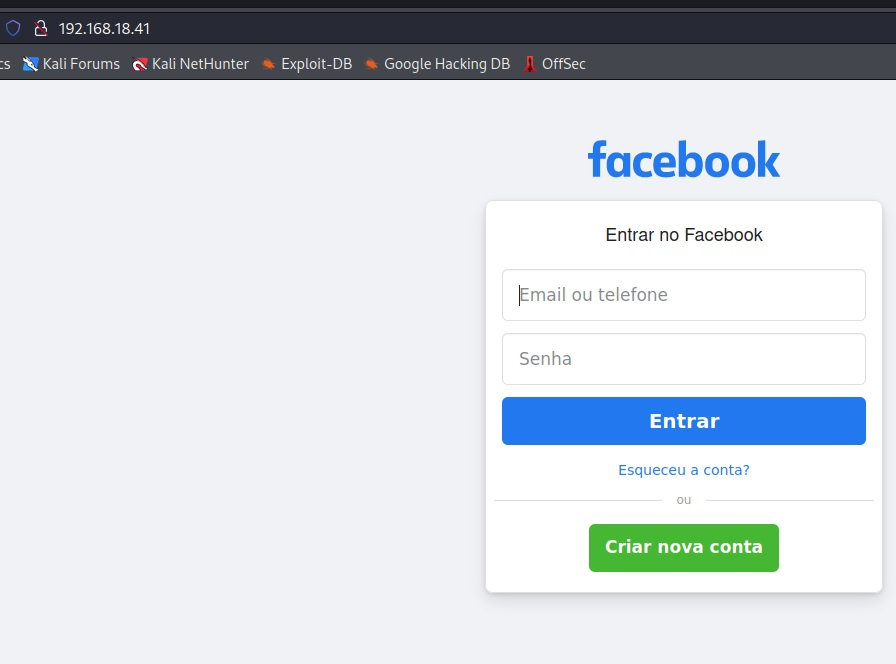 192.168.18.41
cs Kali Forums Kali NetHunter Exploit-DB Google Hacking DB OffSec
facebook
Entrar no Facebook
Email ou telefone
Senha
Entrar
Esqueceu a conta?
ou
Criar nova conta